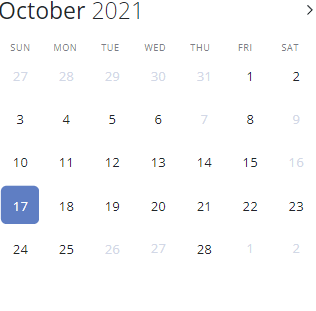 October 2021
SUN MON TUE WED THU FRI SAT
27 28 29 30 31 1 2
3 4 5 6 7 8 9
10 11 12 13 14 15 16
17 18 19 20 21 22 23
24 25 26 27 28 1 2